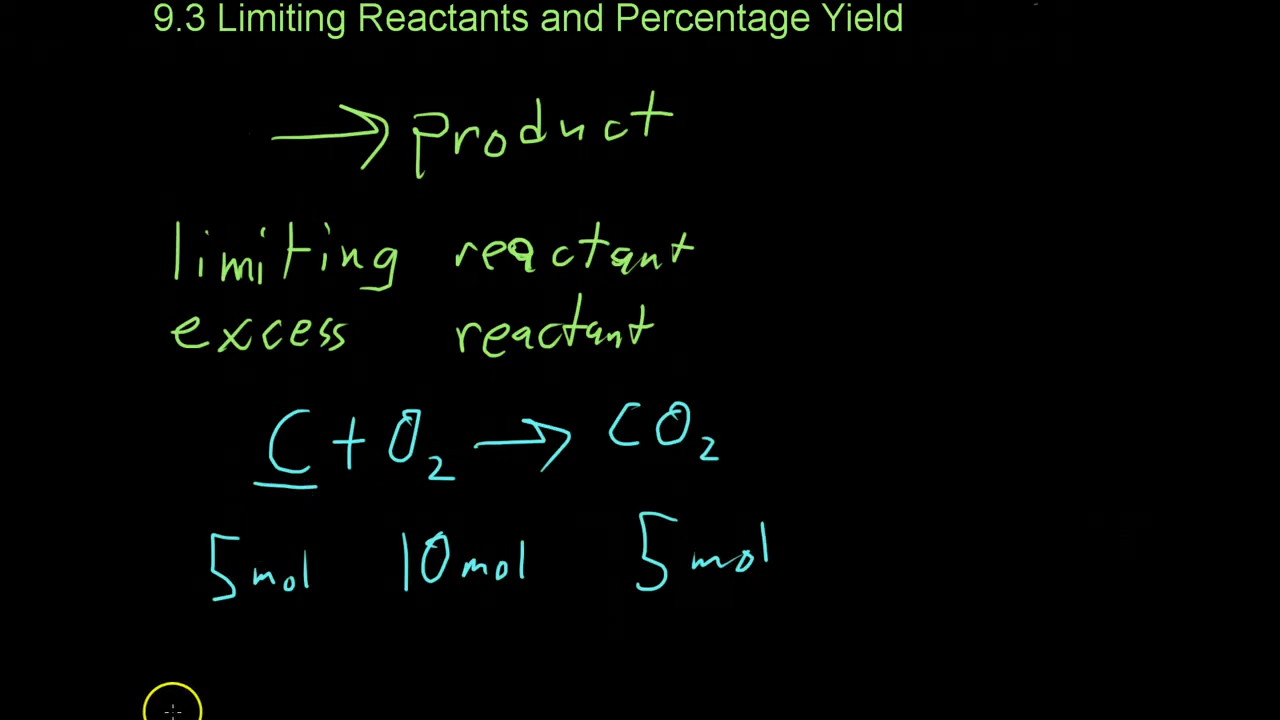 9.3 Limiting Reactants and Percentage Yield
→ product
limiting reactant
excess reactant
C + O₂ → CO₂
5 mol 10 mol 5 mol